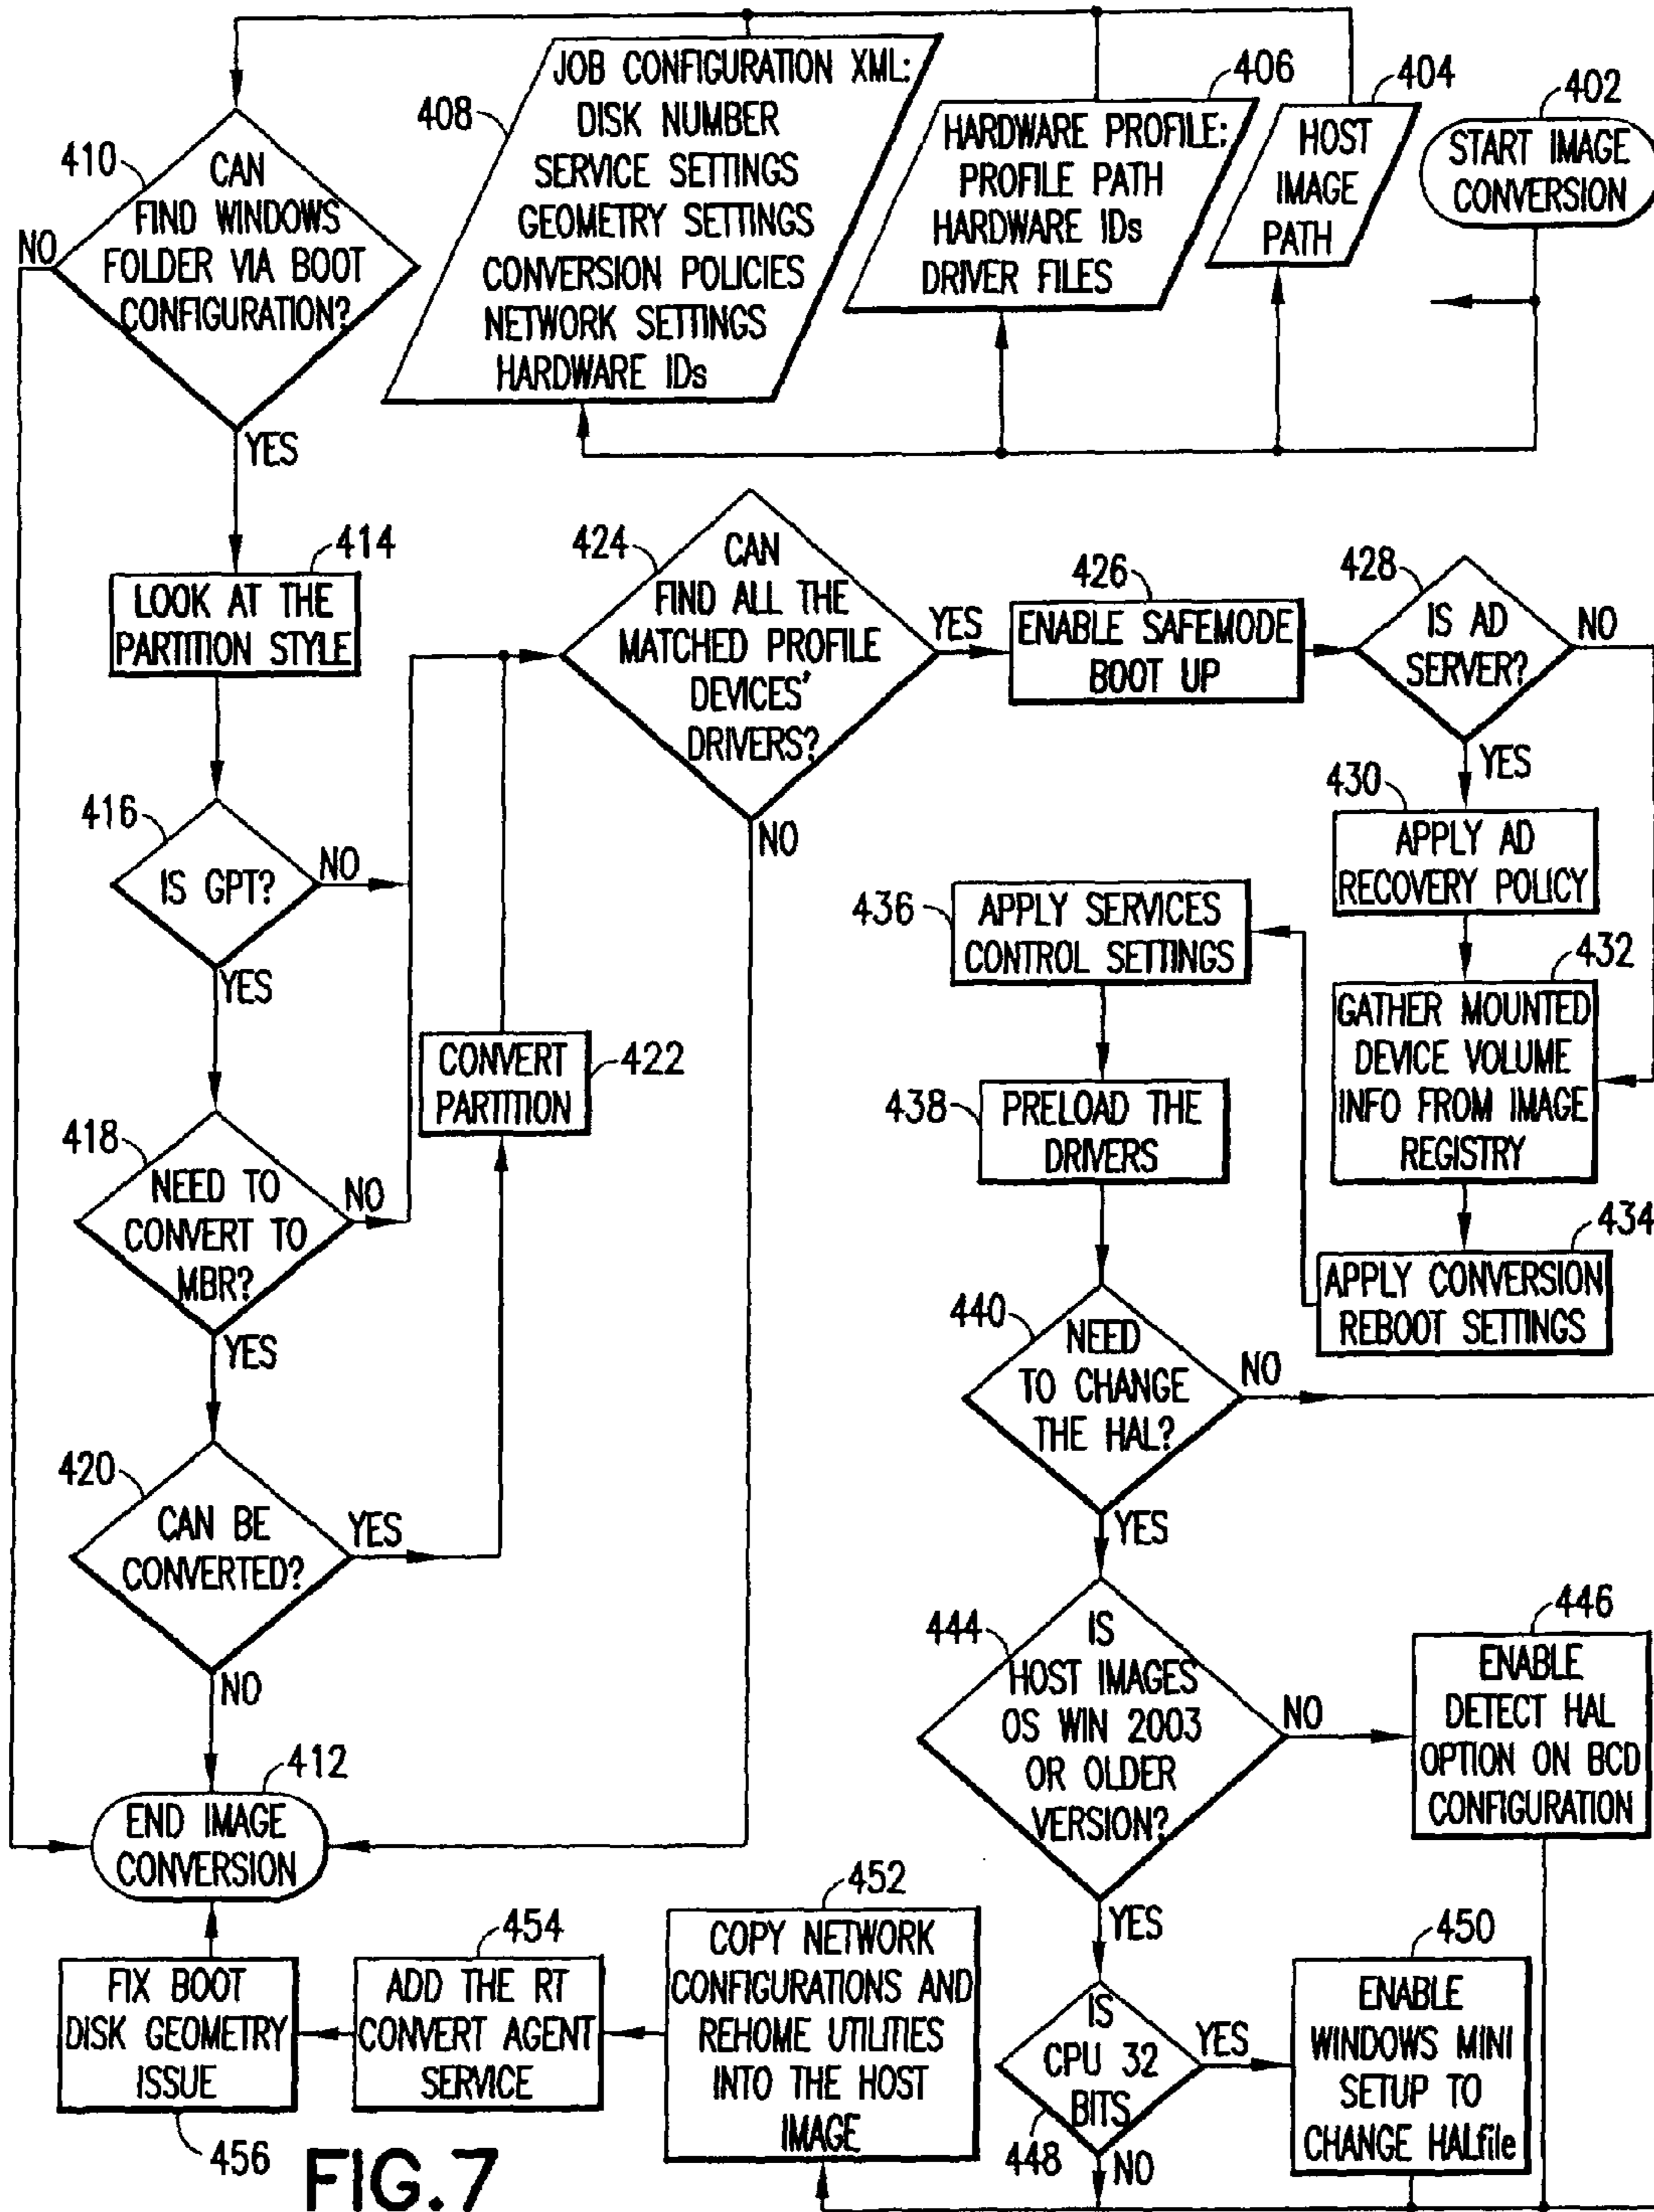 402
START IMAGE
CONVERSION
404
HOST
IMAGE
PATH
406
HARDWARE PROFILE:
PROFILE PATH
HARDWARE IDs
DRIVER FILES
408
JOB CONFIGURATION XML:
DISK NUMBER
SERVICE SETTINGS
GEOMETRY SETTINGS
CONVERSION POLICIES
NETWORK SETTINGS
HARDWARE IDs
410
CAN
FIND WINDOWS
FOLDER VIA BOOT
CONFIGURATION?
NO
YES
414
LOOK AT THE
PARTITION STYLE
416
IS GPT?
NO
YES
418
NEED TO
CONVERT TO
MBR?
NO
YES
420
CAN BE
CONVERTED?
YES
NO
422
CONVERT
PARTITION
424
CAN
FIND ALL THE
MATCHED PROFILE
DEVICES'
DRIVERS?
YES
NO
426
ENABLE SAFEMODE
BOOT UP
428
IS AD
SERVER?
NO
YES
430
APPLY AD
RECOVERY POLICY
432
GATHER MOUNTED
DEVICE VOLUME
INFO FROM IMAGE
REGISTRY
434
APPLY CONVERSION
REBOOT SETTINGS
436
APPLY SERVICES
CONTROL SETTINGS
438
PRELOAD THE
DRIVERS
440
NEED
TO CHANGE
THE HAL?
NO
YES
444
IS
HOST IMAGES
OS WIN 2003
OR OLDER
VERSION?
NO
YES
446
ENABLE
DETECT HAL
OPTION ON BCD
CONFIGURATION
448
IS
CPU 32
BITS
YES
NO
450
ENABLE
WINDOWS MINI
SETUP TO
CHANGE HALfile
452
COPY NETWORK
CONFIGURATIONS AND
REHOME UTILITIES
INTO THE HOST
IMAGE
454
ADD THE RT
CONVERT AGENT
SERVICE
456
FIX BOOT
DISK GEOMETRY
ISSUE
412
END IMAGE
CONVERSION
FIG.7